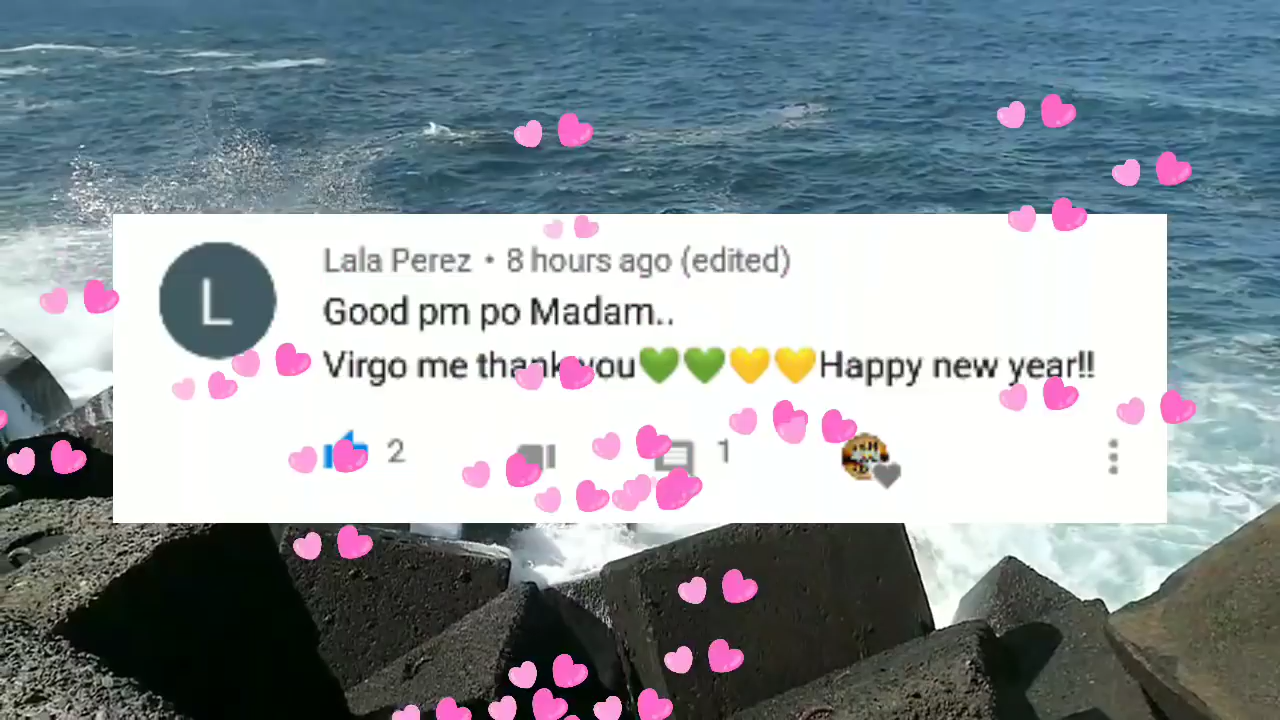 L
Lala Perez • 8 hours ago (edited)
Good pm po Madam..
Virgo me thank you💚💚💛💛Happy new year!!
2
1